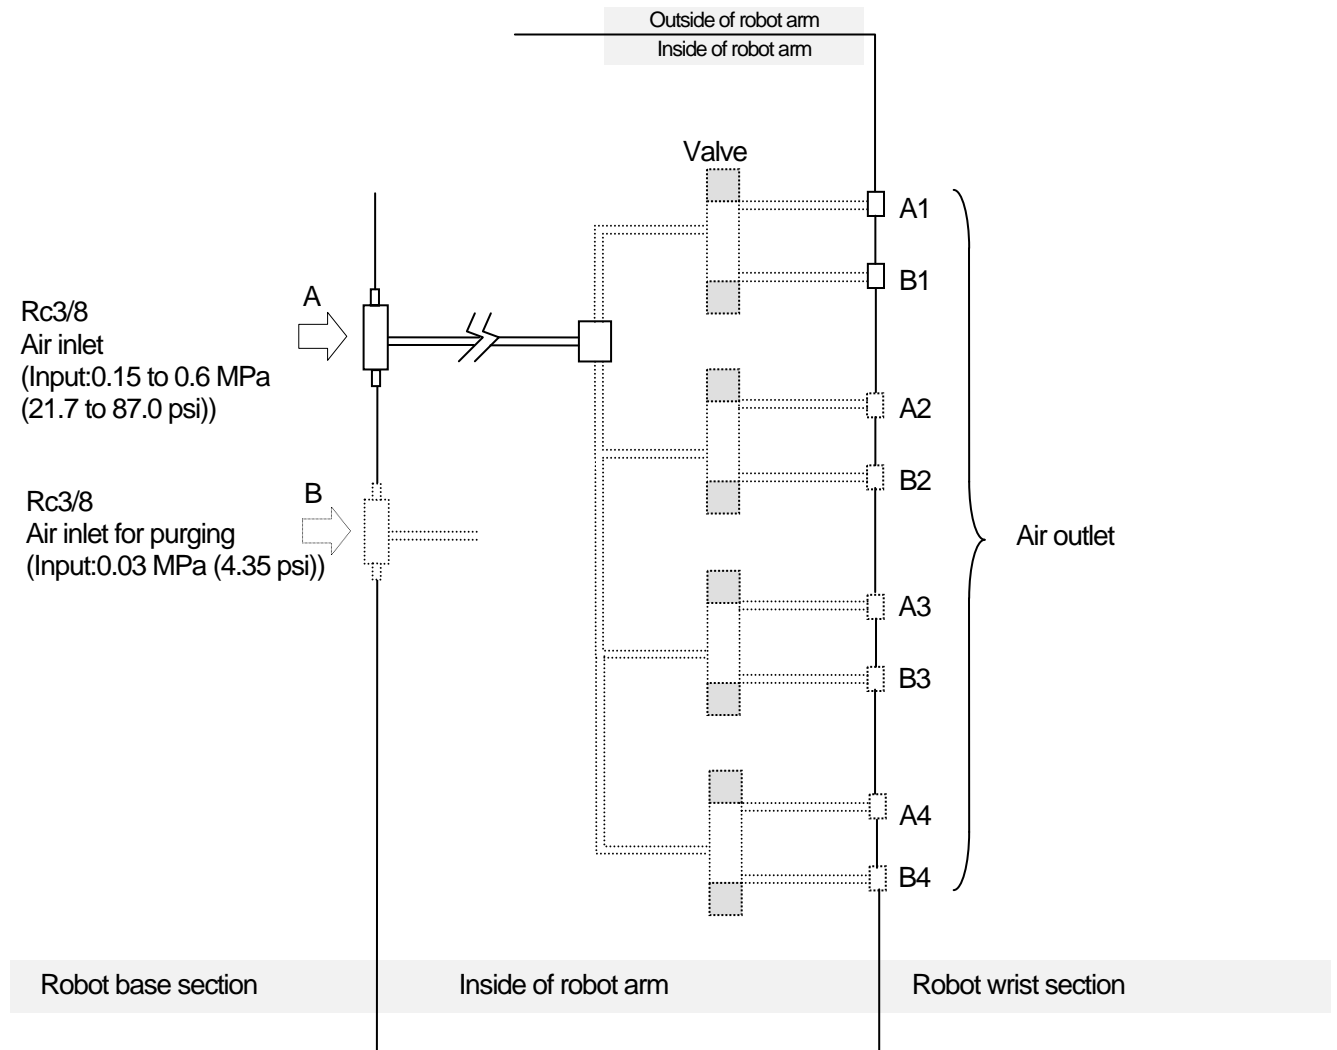 Outside of robot arm
Inside of robot arm
Valve
A1
B1
A
Rc3/8
Air inlet
(Input:0.15 to 0.6 MPa
(21.7 to 87.0 psi))
A2
B2
B
Rc3/8
Air inlet for purging
(Input:0.03 MPa (4.35 psi))
Air outlet
A3
B3
A4
B4
Robot base section
Inside of robot arm
Robot wrist section